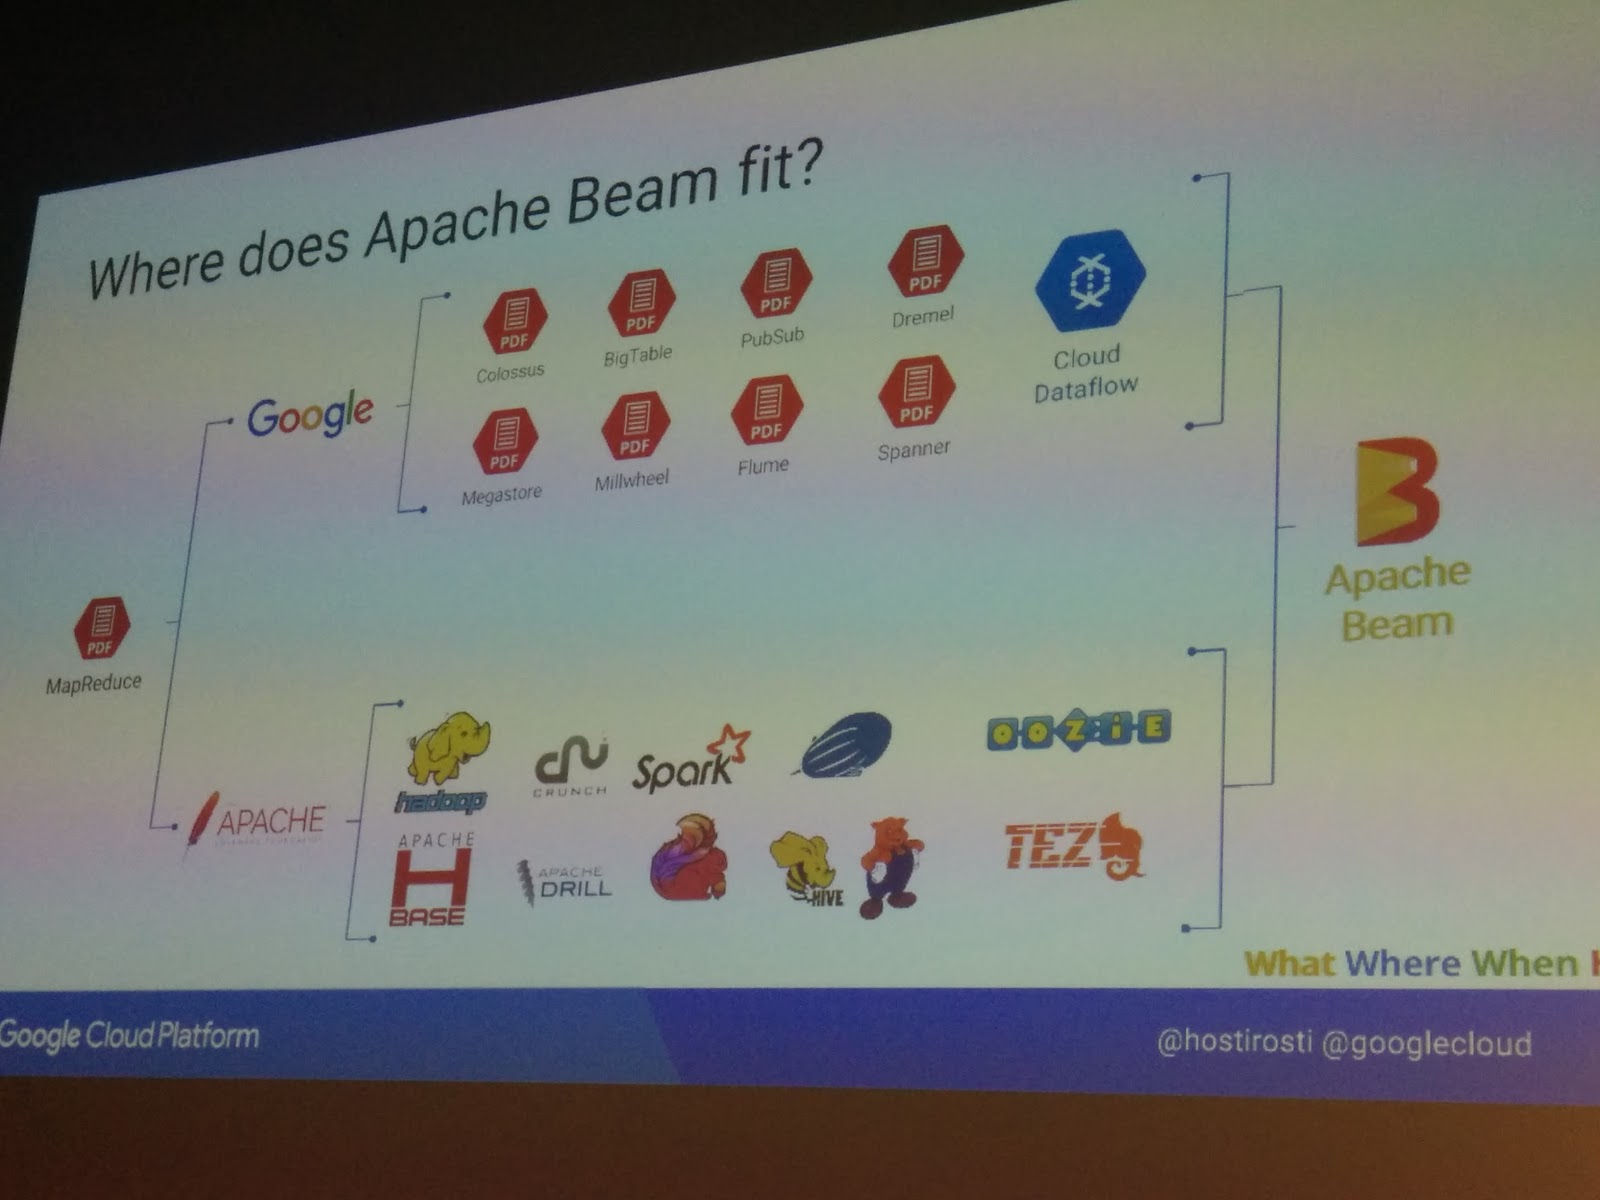 Where does Apache Beam fit?
PDF
Colossus
PDF
BigTable
PDF
PubSub
PDF
Dremel
Cloud
Dataflow
Google
PDF
Megastore
PDF
Millwheel
PDF
Flume
PDF
Spanner
Apache
Beam
PDF
MapReduce
APACHE
hadoop
CRUNCH
Spark
OOZIE
APACHE
H
BASE
APACHE
DRILL
HIVE
TEZ
What Where When
Google Cloud Platform
@hostirosti @googlecloud